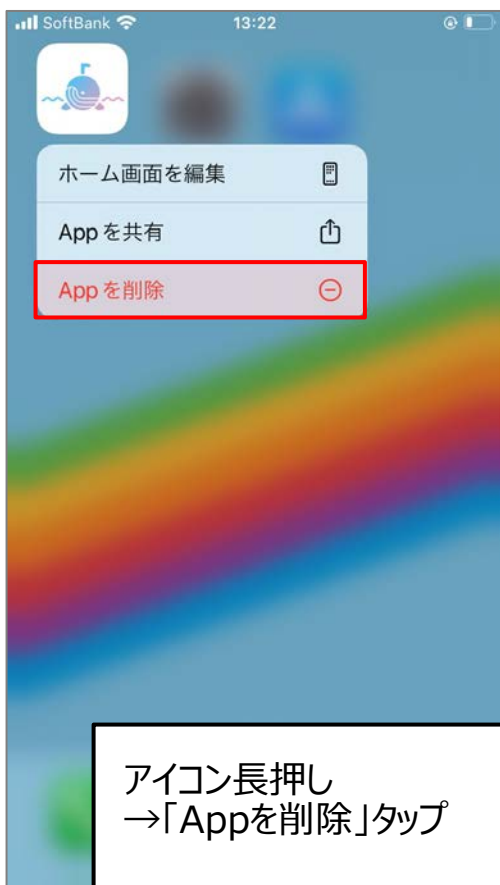 SoftBank 13:22
ホーム画面を編集
Appを共有
Appを削除
アイコン長押し
→「Appを削除」タップ